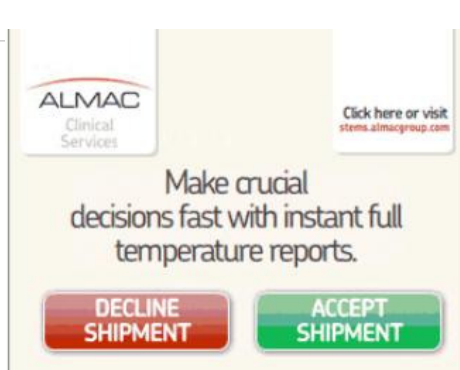 ALMAC
Clinical
Services
Click here or visit
stems.almacgroup.com
Make crucial
decisions fast with instant full
temperature reports.
DECLINE
SHIPMENT
ACCEPT
SHIPMENT